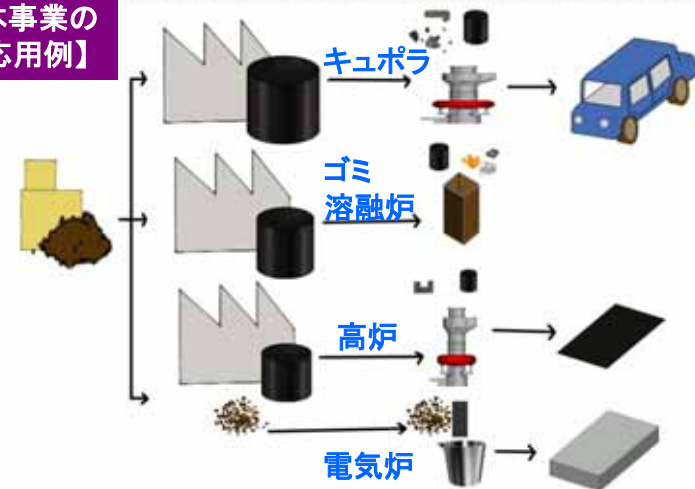 本事業の
応用例】
キュポラ
ゴミ
溶融炉
高炉
電気炉